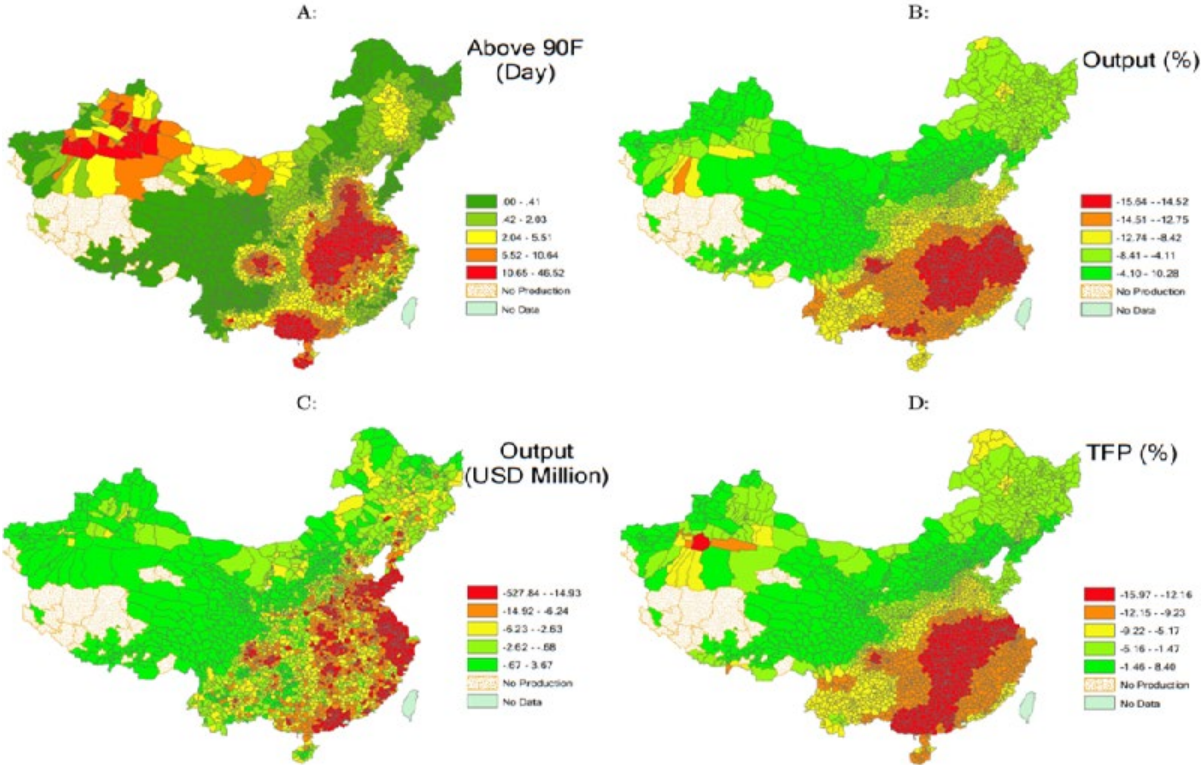 A:
Above 90F
(Day)
.00 - .41
.42 - 2.03
2.04 - 5.51
5.52 - 10.64
10.65 - 46.52
No Production
No Data
B:
Output (%)
-15.64 - -14.52
-14.51 - -12.75
-12.74 - -8.42
-8.41 - -4.11
-4.10 - 10.28
No Production
No Data
C:
Output
(USD Million)
-527.84 - -14.93
-14.92 - -6.24
-6.23 - -2.63
-2.62 - -.68
-.67 - 3.67
No Production
No Data
D:
TFP (%)
-15.97 - -12.16
-12.15 - -9.23
-9.22 - -5.17
-5.16 - -1.47
-1.46 - 8.40
No Production
No Data